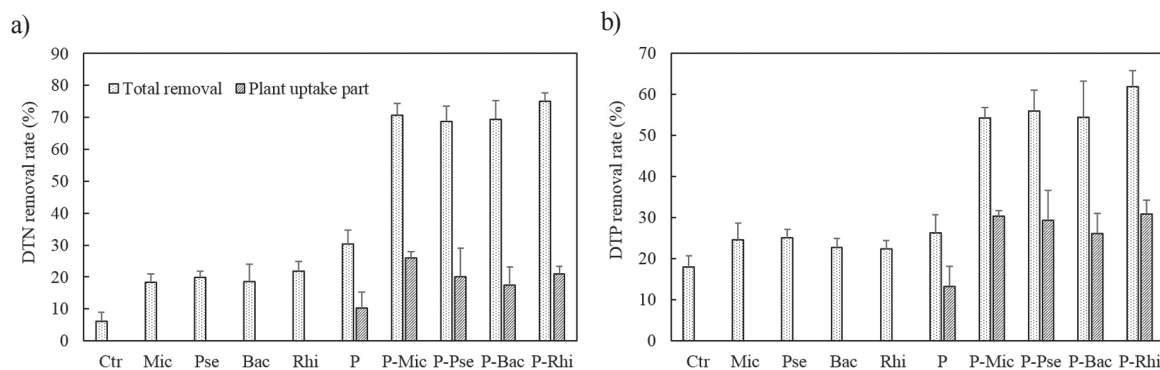 a)
DTN removal rate (%)
90
80
70
60
50
40
30
20
10
0
Total removal Plant uptake part
Ctr Mic Pse Bac Rhi P P-Mic P-Pse P-Bac P-Rhi
b)
DTP removal rate (%)
70
60
50
40
30
20
10
0
Ctr Mic Pse Bac Rhi P P-Mic P-Pse P-Bac P-Rhi